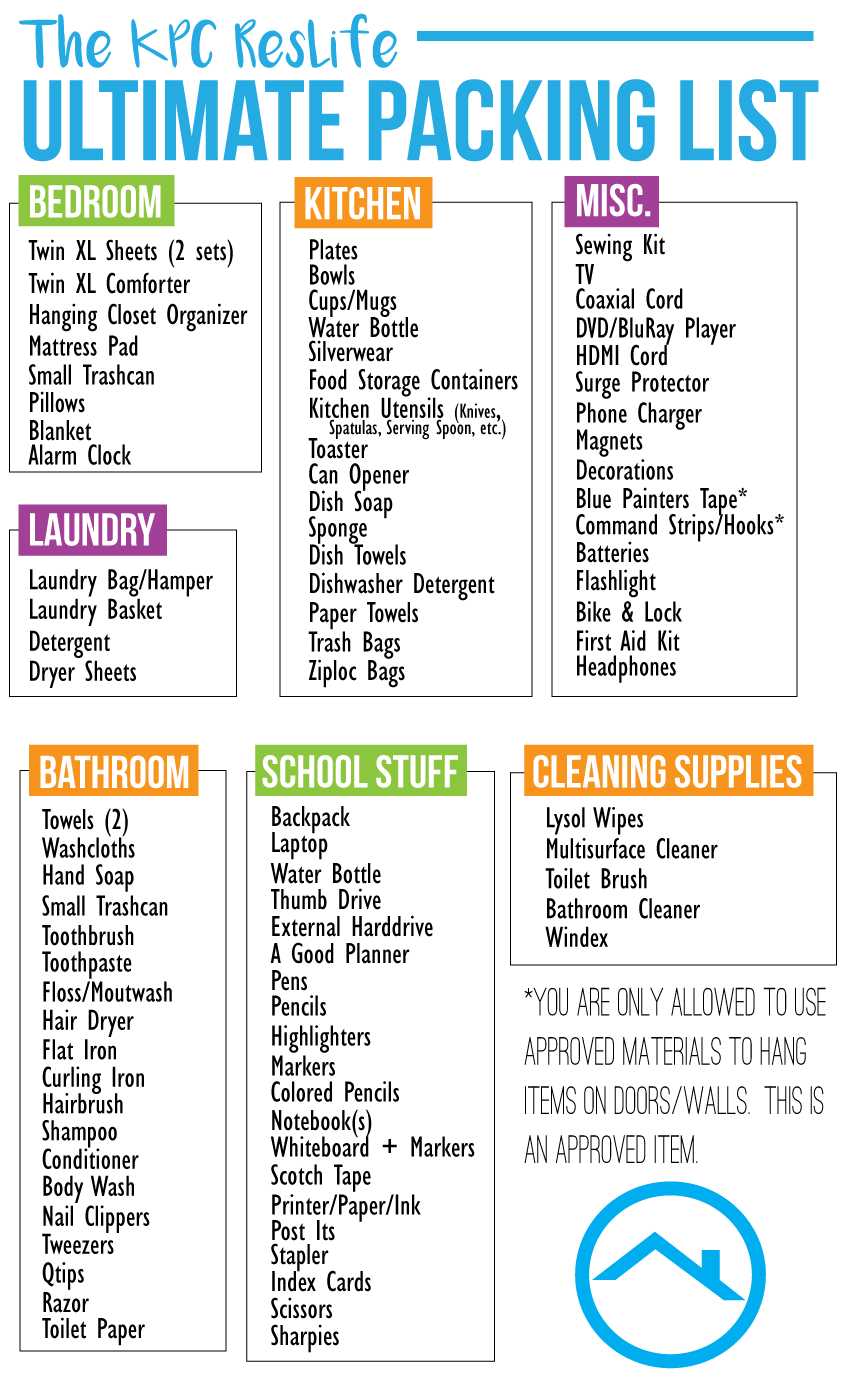 The KPC ResLife
ULTIMATE PACKING LIST
BEDROOM
Twin XL Sheets (2 sets)
Twin XL Comforter
Hanging Closet Organizer
Mattress Pad
Small Trashcan
Pillows
Blanket
Alarm Clock
LAUNDRY
Laundry Bag/Hamper
Laundry Basket
Detergent
Dryer Sheets
KITCHEN
Plates
Bowls
Cups/Mugs
Water Bottle
Silverwear
Food Storage Containers
Kitchen Utensils (Knives,
Spatulas, Serving Spoon, etc.)
Toaster
Can Opener
Dish Soap
Sponge
Dish Towels
Dishwasher Detergent
Paper Towels
Trash Bags
Ziploc Bags
MISC.
Sewing Kit
TV
Coaxial Cord
DVD/BluRay Player
HDMI Cord
Surge Protector
Phone Charger
Magnets
Decorations
Blue Painters Tape*
Command Strips/Hooks*
Batteries
Flashlight
Bike & Lock
First Aid Kit
Headphones
BATHROOM
Towels (2)
Washcloths
Hand Soap
Small Trashcan
Toothbrush
Toothpaste
Floss/Moutwash
Hair Dryer
Flat Iron
Curling Iron
Hairbrush
Shampoo
Conditioner
Body Wash
Nail Clippers
Tweezers
Qtips
Razor
Toilet Paper
SCHOOL STUFF
Backpack
Laptop
Water Bottle
Thumb Drive
External Harddrive
A Good Planner
Pens
Pencils
Highlighters
Markers
Colored Pencils
Notebook(s)
Whiteboard + Markers
Scotch Tape
Printer/Paper/Ink
Post Its
Stapler
Index Cards
Scissors
Sharpies
CLEANING SUPPLIES
Lysol Wipes
Multisurface Cleaner
Toilet Brush
Bathroom Cleaner
Windex
*YOU ARE ONLY ALLOWED TO USE
APPROVED MATERIALS TO HANG
ITEMS ON DOORS/WALLS. THIS IS
AN APPROVED ITEM.